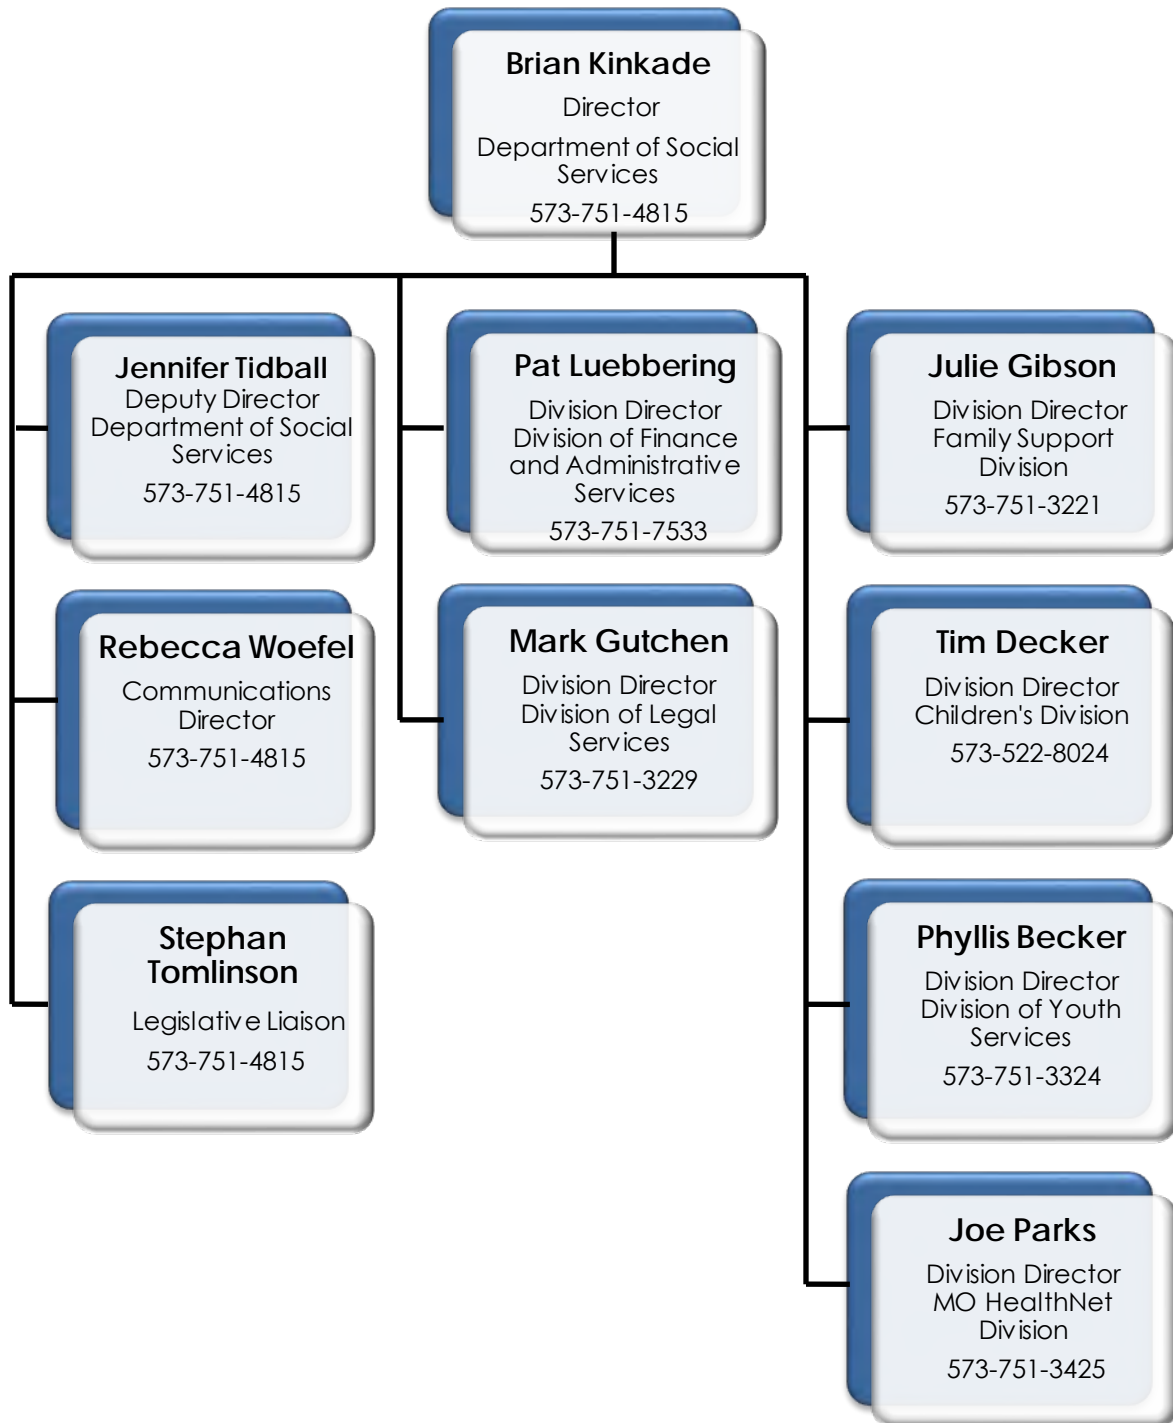 Brian Kinkade
Director
Department of Social
Services
573-751-4815
Jennifer Tidball
Deputy Director
Department of Social
Services
573-751-4815
Rebecca Woefel
Communications
Director
573-751-4815
Stephan
Tomlinson
Legislative Liaison
573-751-4815
Pat Luebbering
Division Director
Division of Finance
and Administrative
Services
573-751-7533
Mark Gutchen
Division Director
Division of Legal
Services
573-751-3229
Julie Gibson
Division Director
Family Support
Division
573-751-3221
Tim Decker
Division Director
Children's Division
573-522-8024
Phyllis Becker
Division Director
Division of Youth
Services
573-751-3324
Joe Parks
Division Director
MO HealthNet
Division
573-751-3425